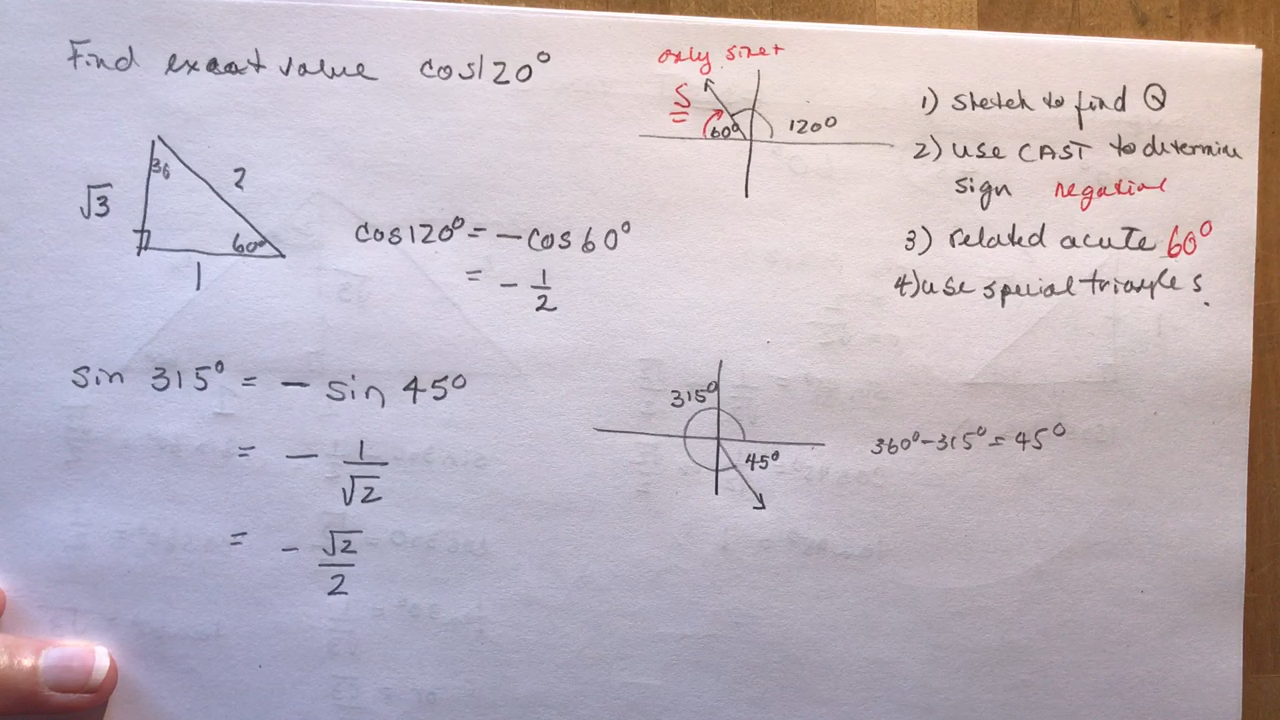 Find exact value cos120°
only sine+
S
60°
120°
1) sketch to find Q
2) use CAST to determine
sign negative
3) related acute 60°
4) use special triangles.
√3
30
2
60°
1
cos120° = -cos60°
= - 1/2
sin 315° = - sin 45°
= - 1/√2
= - √2/2
315°
45°
360°-315°=45°